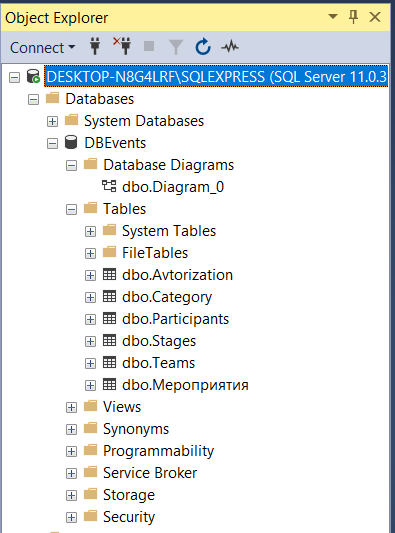 Object Explorer
Connect
DESKTOP-N8G4LRF\SQLEXPRESS (SQL Server 11.0.3
Databases
System Databases
DBEvents
Database Diagrams
dbo.Diagram_0
Tables
System Tables
FileTables
dbo.Avtorization
dbo.Category
dbo.Participants
dbo.Stages
dbo.Teams
dbo.Мероприятия
Views
Synonyms
Programmability
Service Broker
Storage
Security